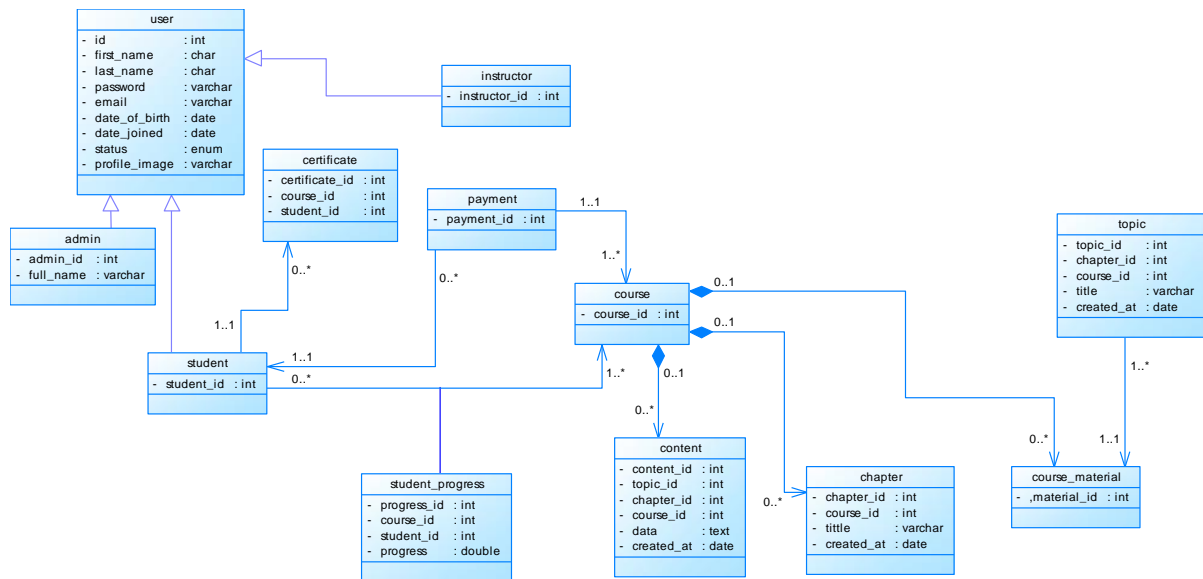 user
- id : int
- first_name : char
- last_name : char
- password : varchar
- email : varchar
- date_of_birth : date
- date_joined : date
- status : enum
- profile_image : varchar
instructor
- instructor_id : int
certificate
- certificate_id : int
- course_id : int
- student_id : int
payment
- payment_id : int
1..1
topic
- topic_id : int
- chapter_id : int
- course_id : int
- title : varchar
- created_at : date
admin
- admin_id : int
- full_name : varchar
0..*
0..*
1..*
course
- course_id : int
0..1
0..1
1..1
student
- student_id : int
1..1
0..*
1..*
0..1
1..*
0..*
content
- content_id : int
- topic_id : int
- chapter_id : int
- course_id : int
- data : text
- created_at : date
0..*
1..1
course_material
- ,material_id : int
chapter
- chapter_id : int
- course_id : int
- tittle : varchar
- created_at : date
0..*
student_progress
- progress_id : int
- course_id : int
- student_id : int
- progress : double